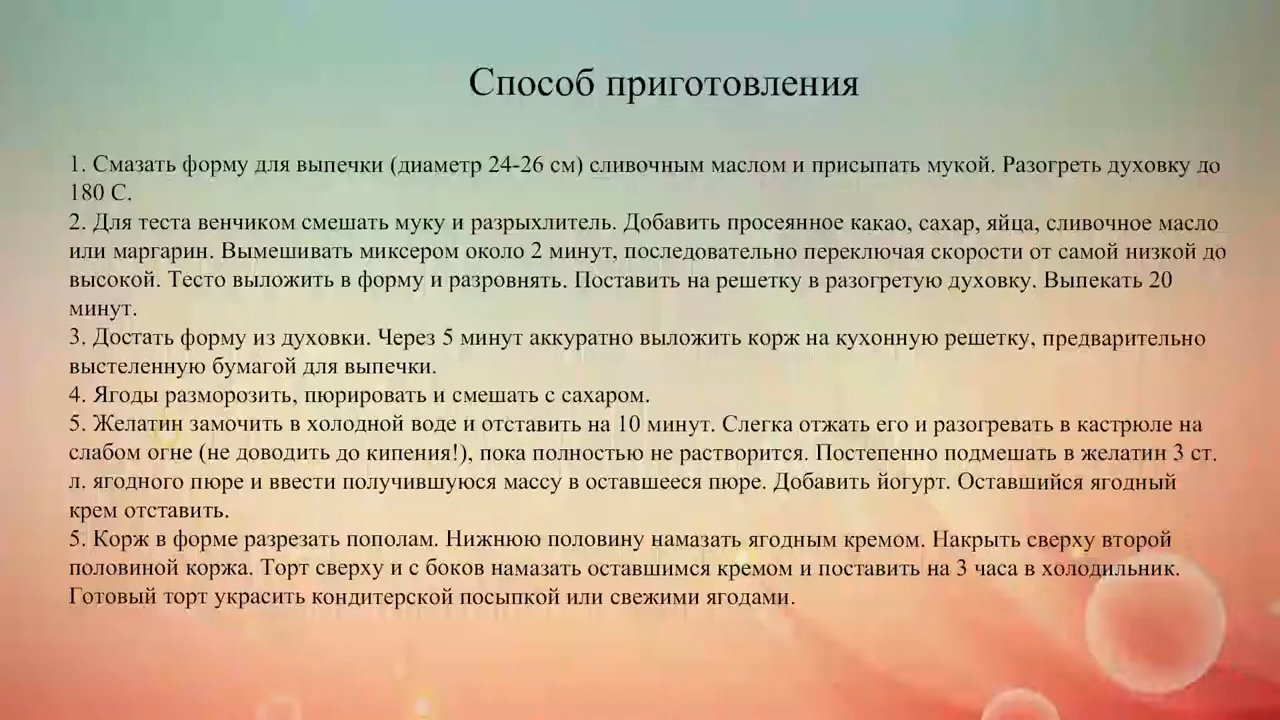 Способ приготовления
1. Смазать форму для выпечки (диаметр 24-26 см) сливочным маслом и присыпать мукой. Разогреть духовку до
180 С.
2. Для теста венчиком смешать муку и разрыхлитель. Добавить просеянное какао, сахар, яйца, сливочное масло
или маргарин. Вымешивать миксером около 2 минут, последовательно переключая скорости от самой низкой до
высокой. Тесто выложить в форму и разровнять. Поставить на решетку в разогретую духовку. Выпекать 20
минут.
3. Достать форму из духовки. Через 5 минут аккуратно выложить корж на кухонную решетку, предварительно
выстеленную бумагой для выпечки.
4. Ягоды разморозить, пюрировать и смешать с сахаром.
5. Желатин замочить в холодной воде и отставить на 10 минут. Слегка отжать его и разогревать в кастрюле на
слабом огне (не доводить до кипения!), пока полностью не растворится. Постепенно подмешать в желатин 3 ст.
л. ягодного пюре и ввести получившуюся массу в оставшееся пюре. Добавить йогурт. Оставшийся ягодный
крем отставить.
5. Корж в форме разрезать пополам. Нижнюю половину намазать ягодным кремом. Накрыть сверху второй
половиной коржа. Торт сверху и с боков намазать оставшимся кремом и поставить на 3 часа в холодильник.
Готовый торт украсить кондитерской посыпкой или свежими ягодами.